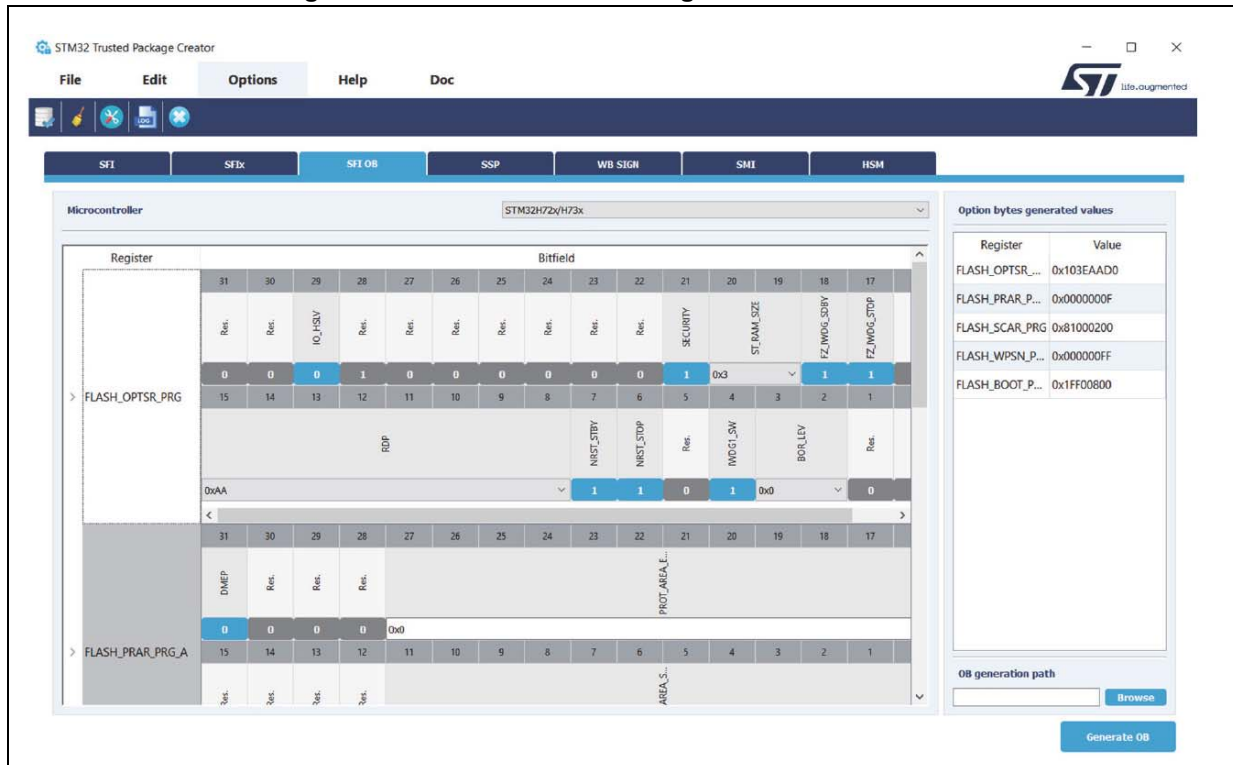 STM32 Trusted Package Creator
File Edit Options Help Doc
life.augmented
LOG
SFI SFIx SFI OB SSP WB SIGN SMI HSM
Microcontroller STM32H72x/H73x
Option bytes generated values
Register Bitfield
Register Value
FLASH_OPTSR_... 0x103EAAD0
FLASH_PRAR_P... 0x0000000F
FLASH_SCAR_PRG 0x81000200
FLASH_WPSN_P... 0x000000FF
FLASH_BOOT_P... 0x1FF00800
31 30 29 28 27 26 25 24 23 22 21 20 19 18 17
Res. Res. IO_HSLV Res. Res. Res. Res. Res. Res. Res. SECURITY ST_RAM_SIZE FZ_IWDG_SDBY FZ_IWDG_STOP
0 0 0 1 0 0 0 0 0 0 1 0x3 1 1
FLASH_OPTSR_PRG
15 14 13 12 11 10 9 8 7 6 5 4 3 2 1
RDP NRST_STBY NRST_STOP Res. IWDG1_SW BOR_LEV Res.
0xAA 1 1 0 1 0x0 0
31 30 29 28 27 26 25 24 23 22 21 20 19 18 17
DMEP Res. Res. Res. PROT_AREA_E...
0 0 0 0 0x0
FLASH_PRAR_PRG_A
15 14 13 12 11 10 9 8 7 6 5 4 3 2 1
Res. Res. Res. Res. AREA_S...
OB generation path
Browse
Generate OB